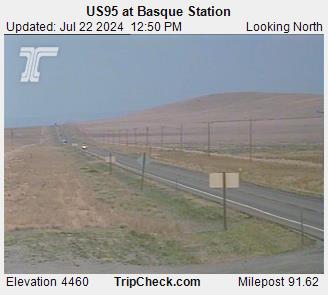 US95 at Basque Station
Updated: Jul 22 2024 12:50 PM Looking North
Elevation 4460 TripCheck.com Milepost 91.62